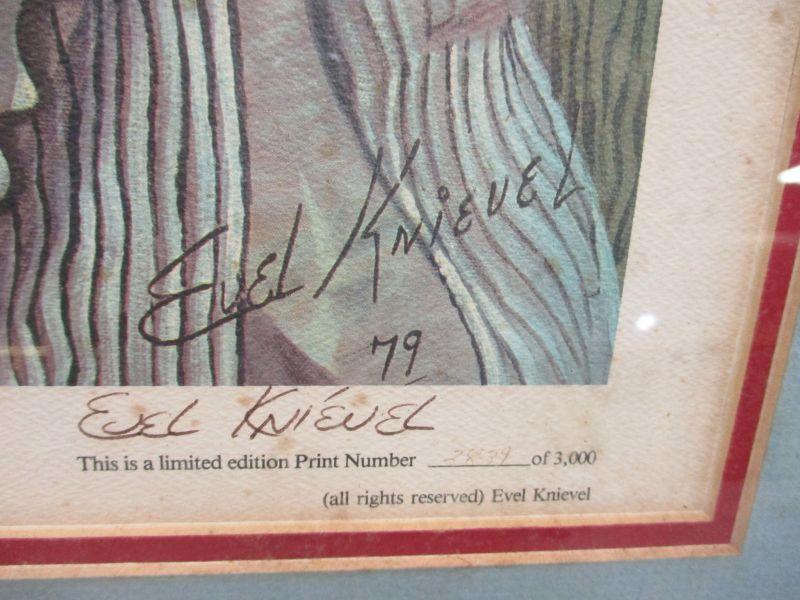 EVEL KNIEVEL
79
EVEL KNIEVEL
This is a limited edition Print Number of 3,000
(all rights reserved) Evel Knievel